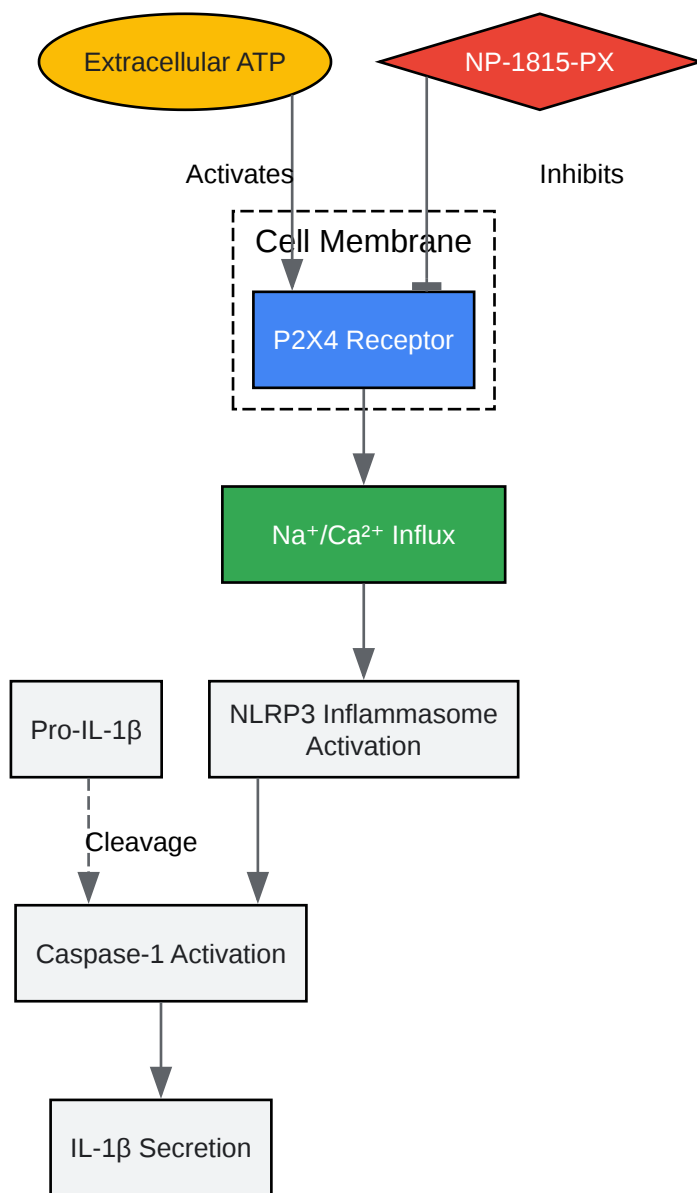 Extracellular ATP
NP-1815-PX
Activates
Inhibits
Cell Membrane
P2X4 Receptor
Na⁺/Ca²⁺ Influx
Pro-IL-1β
NLRP3 Inflammasome
Activation
Cleavage
Caspase-1 Activation
IL-1β Secretion